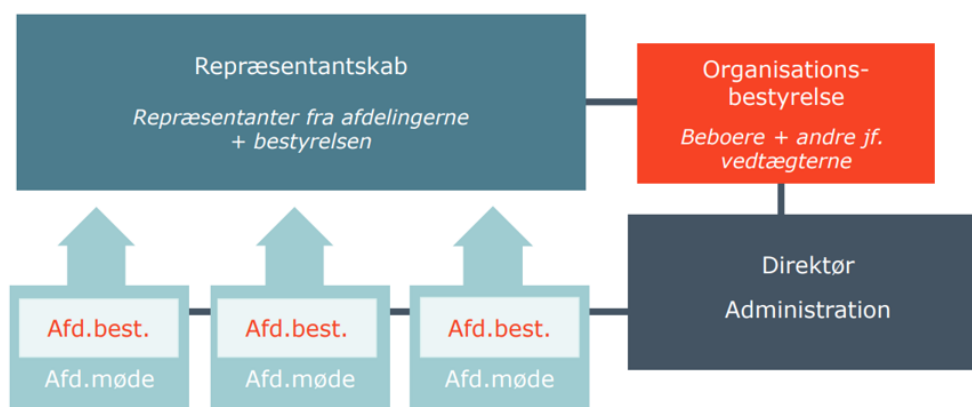 Repræsentantskab
Repræsentanter fra afdelingerne
+ bestyrelsen
Organisations-
bestyrelse
Beboere + andre jf.
vedtægterne
Direktør
Administration
Afd.best.
Afd.møde
Afd.best.
Afd.møde
Afd.best.
Afd.møde